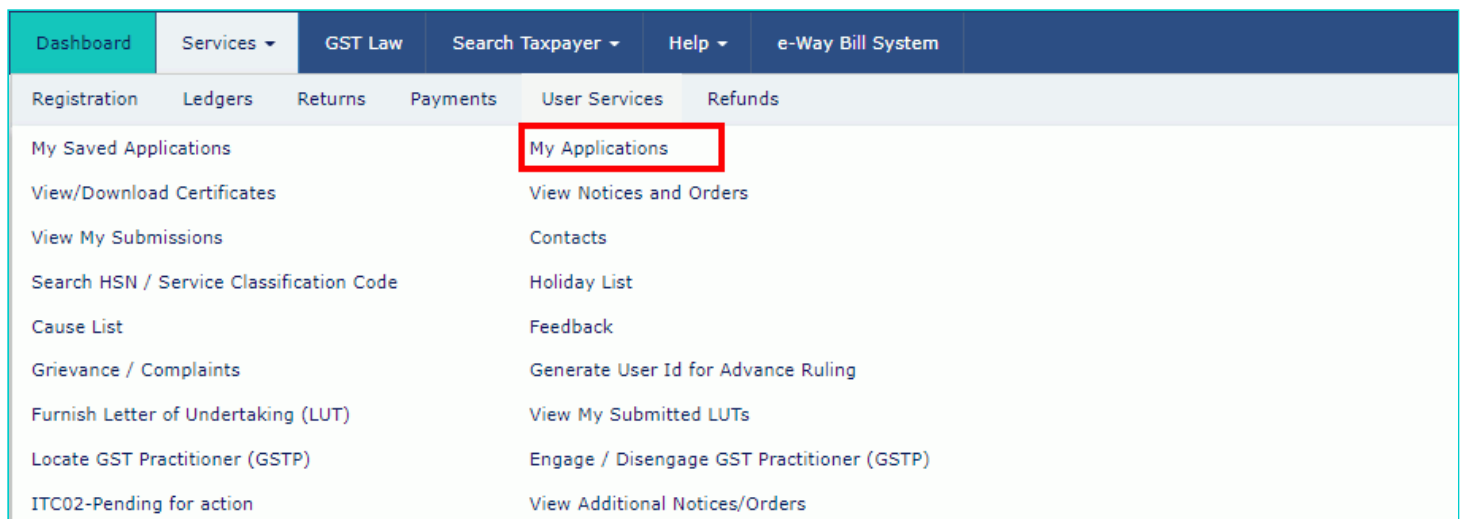 Dashboard Services GST Law Search Taxpayer Help e-Way Bill System
Registration Ledgers Returns Payments User Services Refunds
My Saved Applications My Applications
View/Download Certificates View Notices and Orders
View My Submissions Contacts
Search HSN / Service Classification Code Holiday List
Cause List Feedback
Grievance / Complaints Generate User Id for Advance Ruling
Furnish Letter of Undertaking (LUT) View My Submitted LUTs
Locate GST Practitioner (GSTP) Engage / Disengage GST Practitioner (GSTP)
ITC02-Pending for action View Additional Notices/Orders